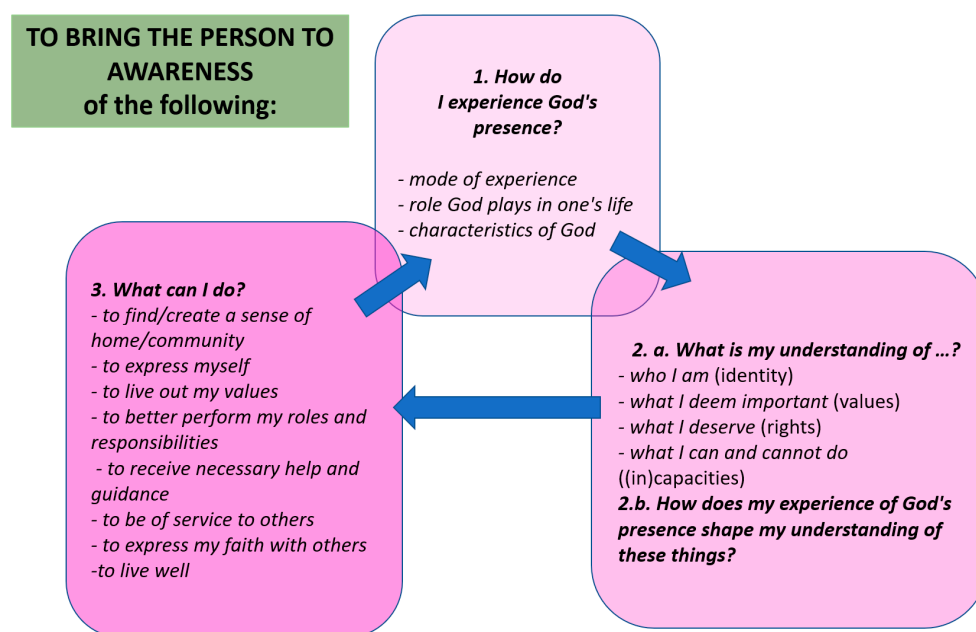 TO BRING THE PERSON TO
AWARENESS
of the following:
1. How do
I experience God's
presence?
- mode of experience
- role God plays in one's life
- characteristics of God
2. a. What is my understanding of ...?
- who I am (identity)
- what I deem important (values)
- what I deserve (rights)
- what I can and cannot do
((in)capacities)
2.b. How does my experience of God's
presence shape my understanding of
these things?
3. What can I do?
- to find/create a sense of
home/community
- to express myself
- to live out my values
- to better perform my roles and
responsibilities
- to receive necessary help and
guidance
- to be of service to others
- to express my faith with others
-to live well